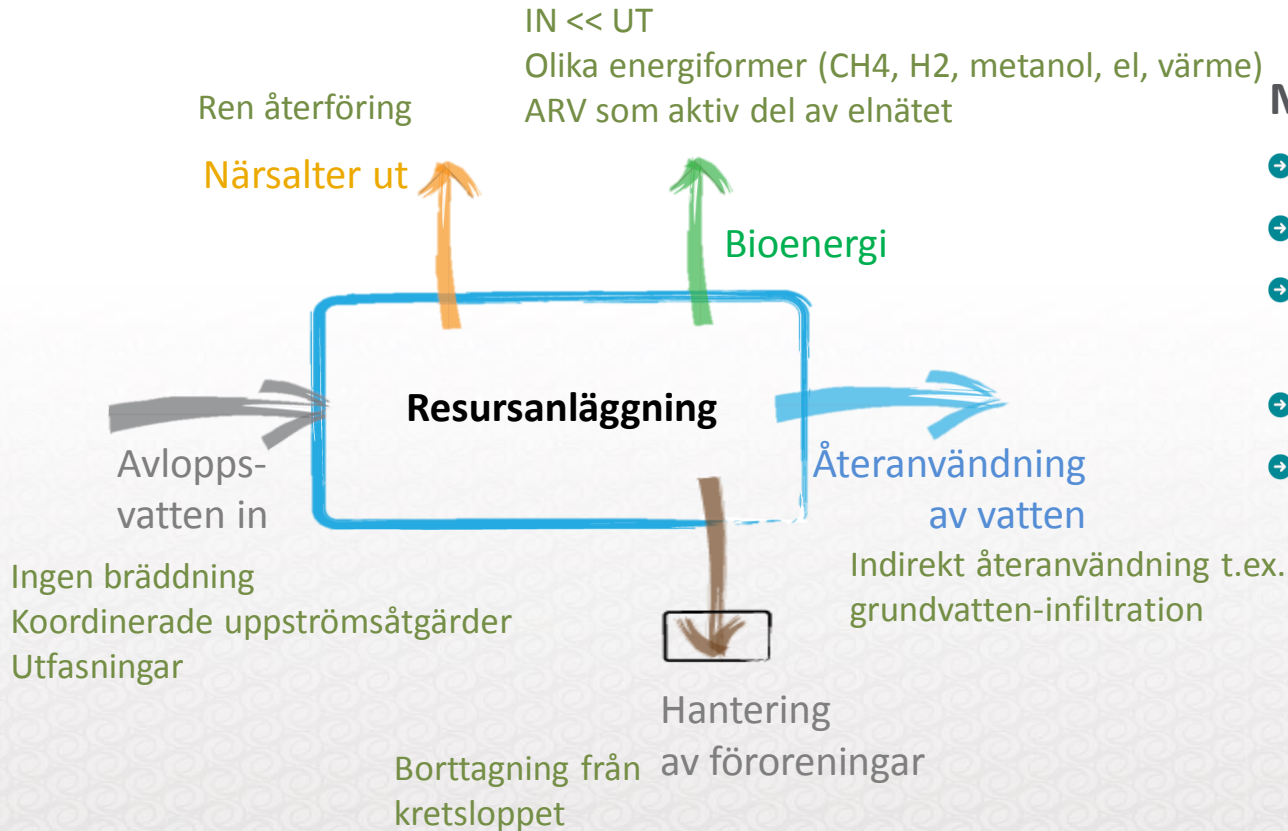 IN << UT
Olika energiformer (CH4, H2, metanol, el, värme)
ARV som aktiv del av elnätet
Ren återföring
Närsalter ut
Bioenergi
Resursanläggning
Avlopps-
vatten in
Återanvändning
av vatten
Ingen bräddning
Koordinerade uppströmsåtgärder
Utfasningar
Indirekt återanvändning t.ex.
grundvatten-infiltration
Hantering
av föroreningar
Borttagning från
kretsloppet